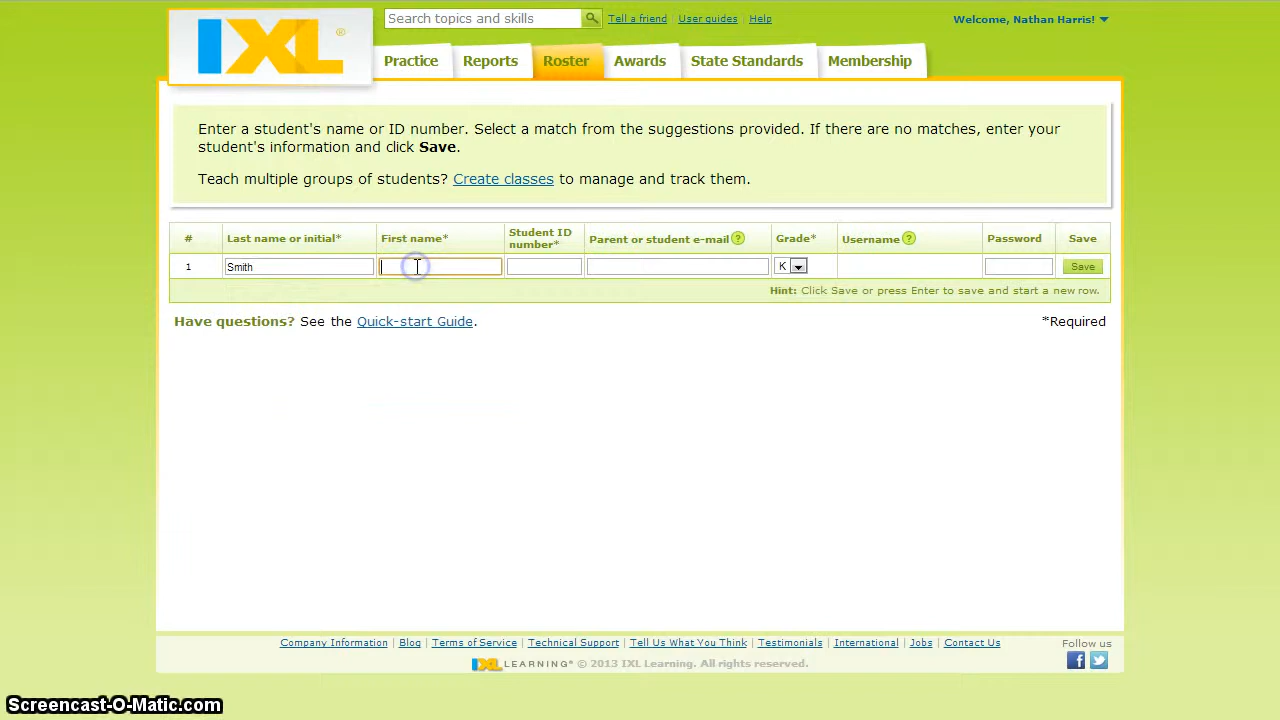 IXL®
Search topics and skills
Tell a friend | User guides | Help
Welcome, Nathan Harris!
Practice Reports Roster Awards State Standards Membership
Enter a student's name or ID number. Select a match from the suggestions provided. If there are no matches, enter your
student's information and click Save.
Teach multiple groups of students? Create classes to manage and track them.
# Last name or initial* First name* Student ID number* Parent or student e-mail ? Grade* Username ? Password Save
1 Smith K Save
Hint: Click Save or press Enter to save and start a new row.
Have questions? See the Quick-start Guide. *Required
Company Information | Blog | Terms of Service | Technical Support | Tell Us What You Think | Testimonials | International | Jobs | Contact Us
Follow us
IXL LEARNING® © 2013 IXL Learning. All rights reserved.
Screencast-O-Matic.com